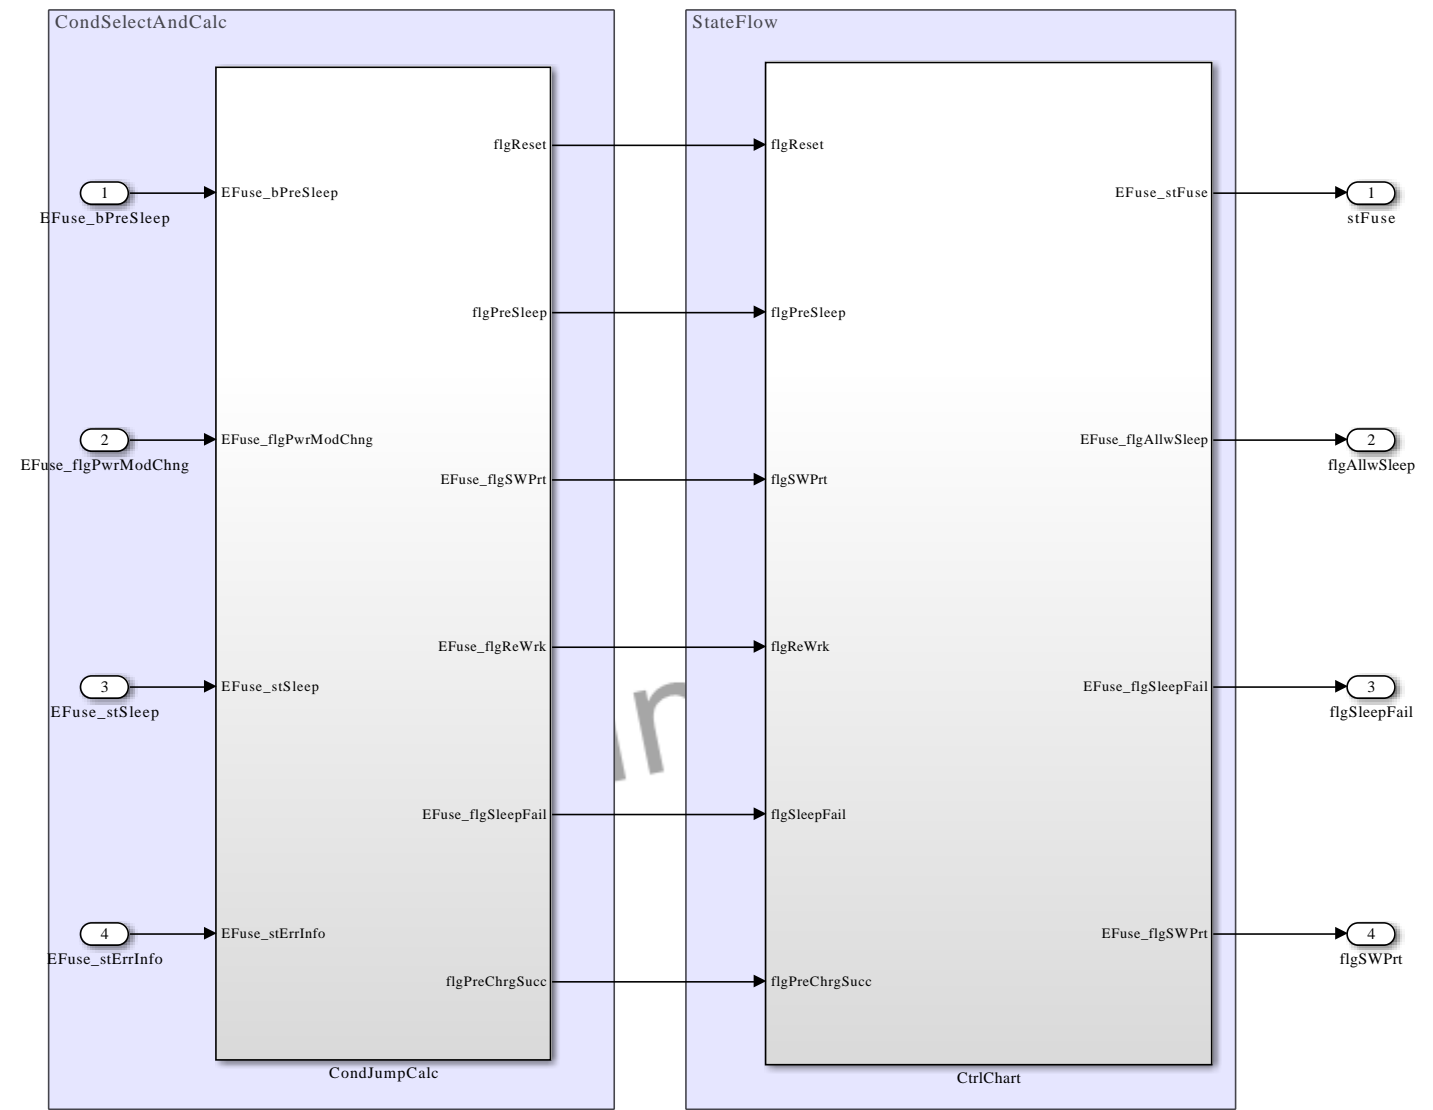 CondSelectAndCalc
StateFlow
flgReset
flgReset
1
EFuse_bPreSleep
EFuse_bPreSleep
EFuse_stFuse
1
stFuse
flgPreSleep
flgPreSleep
2
EFuse_flgPwrModChng
EFuse_flgPwrModChng
EFuse_flgAllwSleep
2
flgAllwSleep
EFuse_flgSWPrt
flgSWPrt
EFuse_flgReWrk
flgReWrk
3
EFuse_stSleep
EFuse_stSleep
EFuse_flgSleepFail
3
flgSleepFail
EFuse_flgSleepFail
flgSleepFail
4
EFuse_stErrInfo
EFuse_stErrInfo
EFuse_flgSWPrt
4
flgSWPrt
flgPreChrgSucc
flgPreChrgSucc
CondJumpCalc
CtrlChart